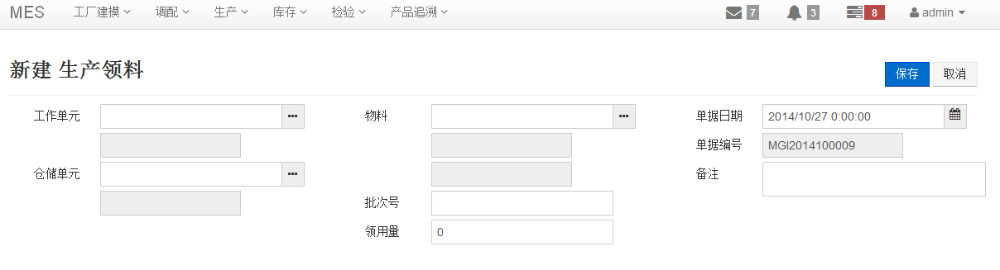 MES 工厂建模 调配 生产 库存 检验 产品追溯 7 3 8 admin
新建 生产领料
保存 取消
工作单元 物料 单据日期 2014/10/27 0:00:00
单据编号 MGI2014100009
仓储单元 备注
批次号
领用量 0